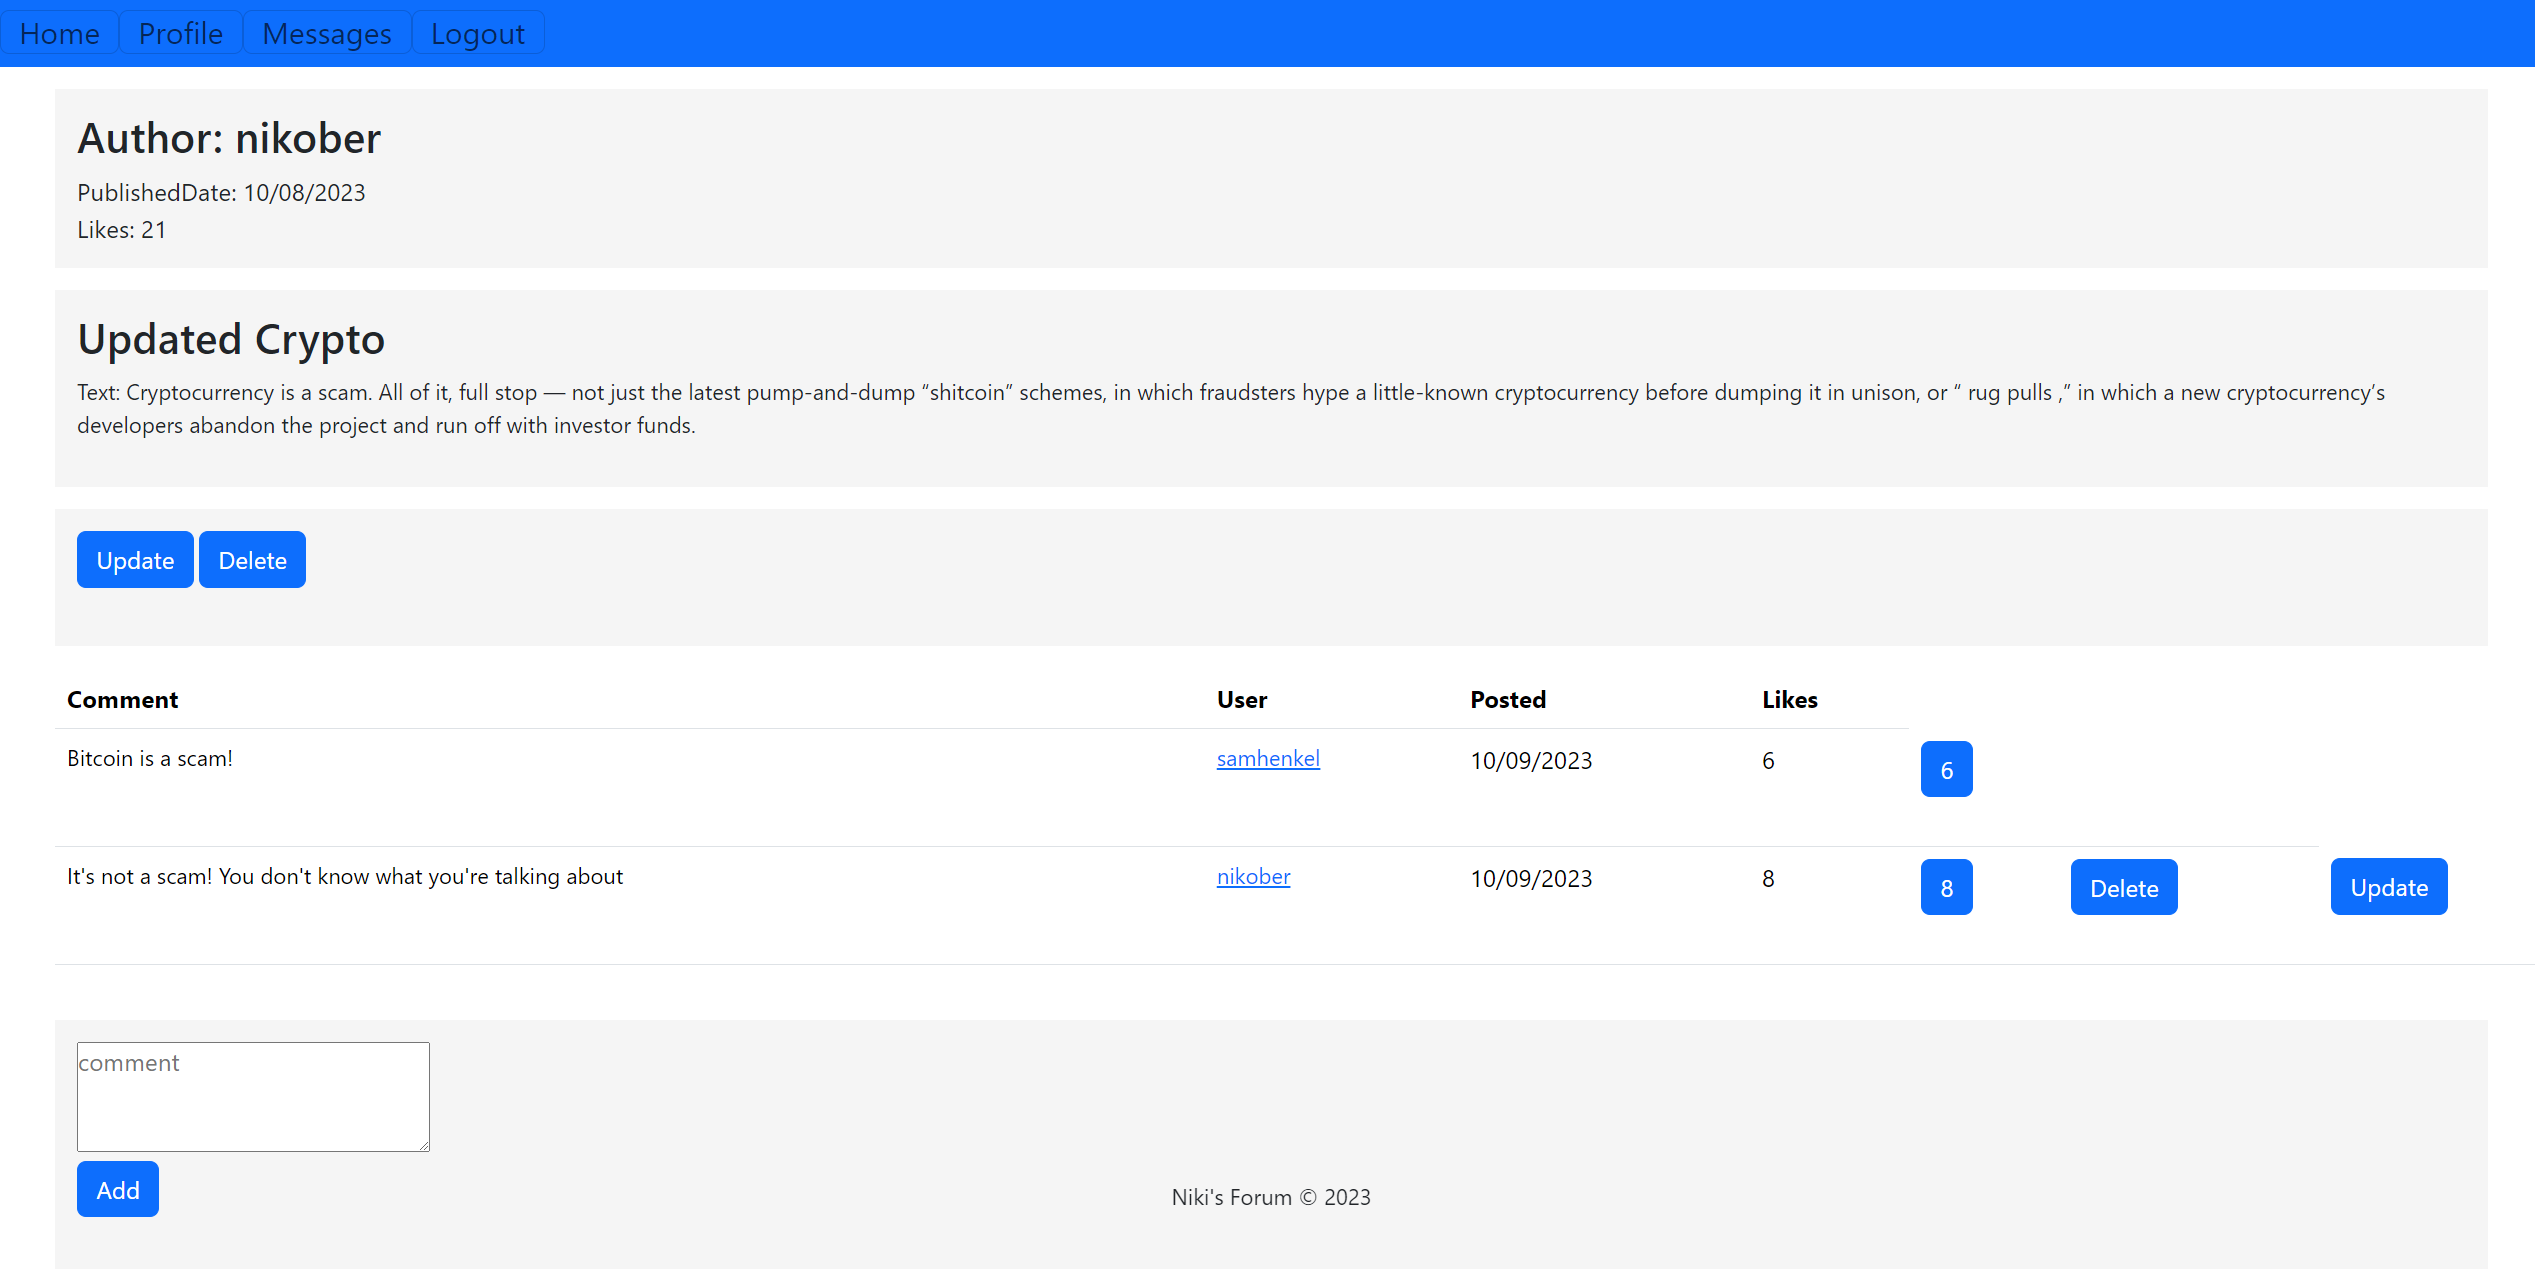 Home Profile Messages Logout
Author: nikober
PublishedDate: 10/08/2023
Likes: 21
Updated Crypto
Text: Cryptocurrency is a scam. All of it, full stop — not just the latest pump-and-dump “shitcoin” schemes, in which fraudsters hype a little-known cryptocurrency before dumping it in unison, or “ rug pulls ,” in which a new cryptocurrency’s
developers abandon the project and run off with investor funds.
Update Delete
Comment User Posted Likes
Bitcoin is a scam! samhenkel 10/09/2023 6 6
It's not a scam! You don't know what you're talking about nikober 10/09/2023 8 8 Delete Update
comment
Add
Niki's Forum © 2023